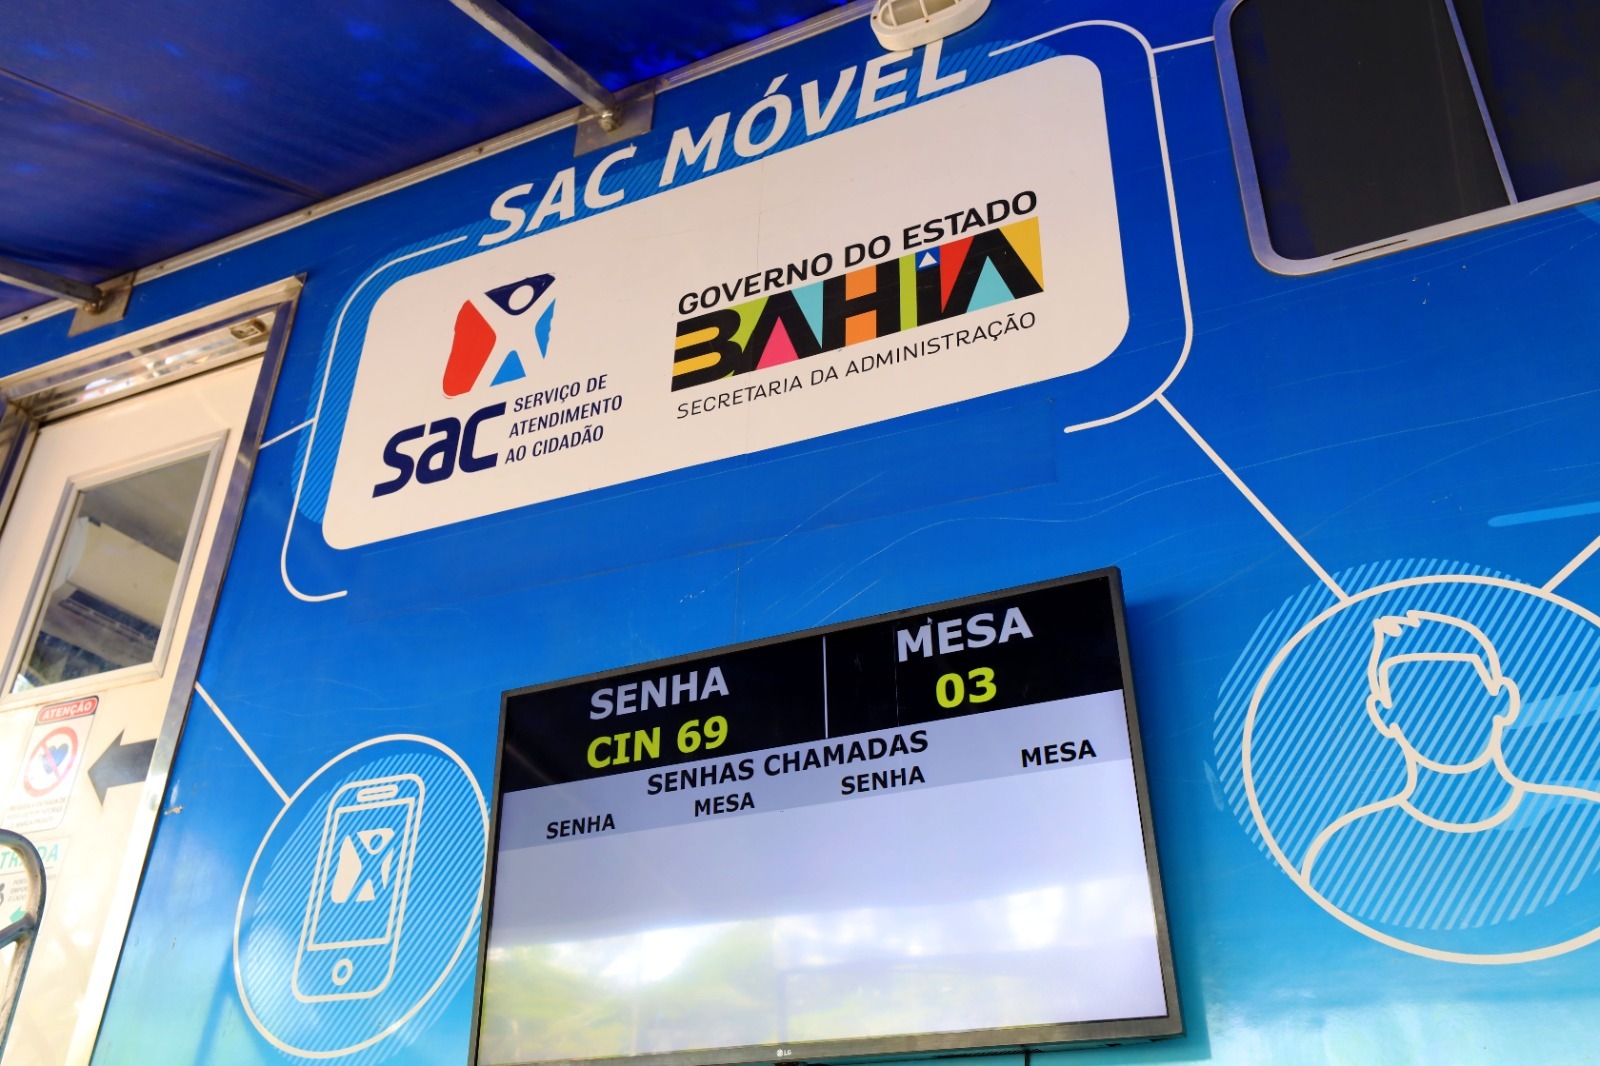 SAC MÓVEL
sac
SERVIÇO DE
ATENDIMENTO
AO CIDADÃO
GOVERNO DO ESTADO
BAHIA
SECRETARIA DA ADMINISTRAÇÃO
SENHA
MESA
CIN 69
03
SENHAS CHAMADAS
SENHA
MESA
SENHA
MESA
LG
ATENÇÃO